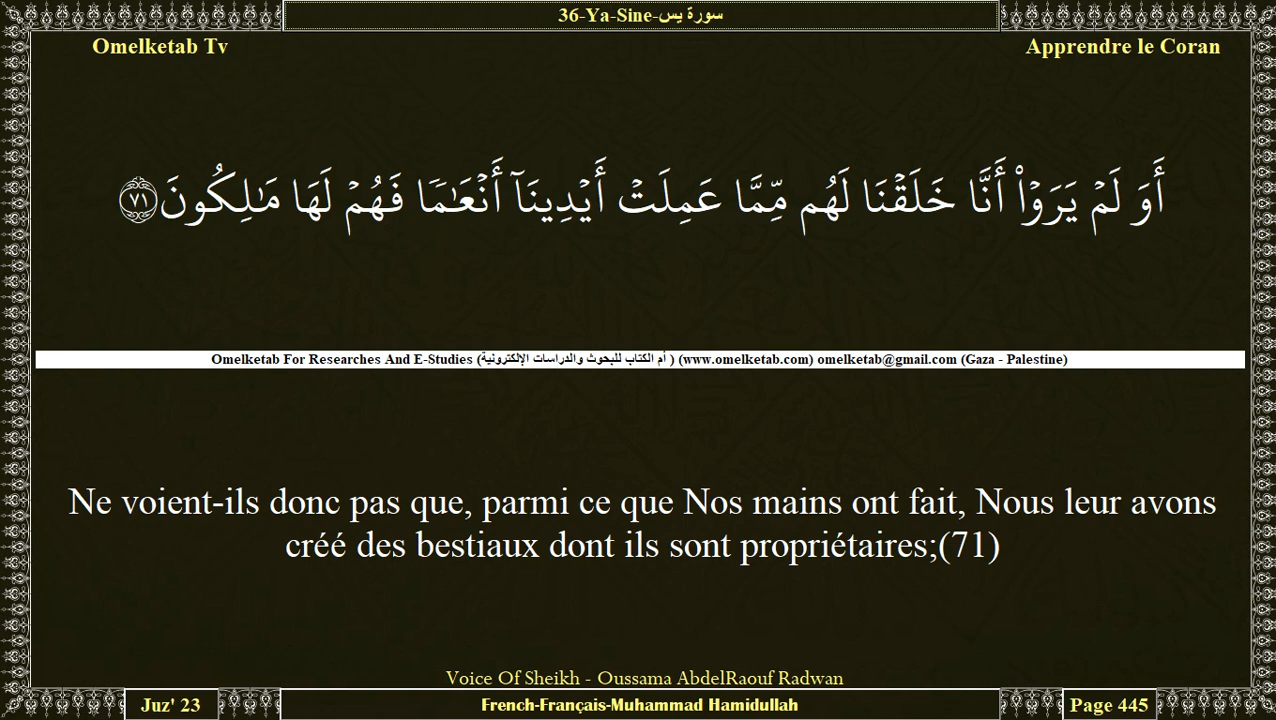 36-Ya-Sine-سورة يس
Omelketab Tv
Apprendre le Coran
أَوَ لَمْ يَرَوْا۟ أَنَّا خَلَقْنَا لَهُم مِّمَّا عَمِلَتْ أَيْدِينَآ أَنْعَـٰمًا فَهُمْ لَهَا مَـٰلِكُونَ ٧١
Omelketab For Researches And E-Studies (أم الكتاب للبحوث والدراسات الإلكترونية ) (www.omelketab.com) omelketab@gmail.com (Gaza - Palestine)
Ne voient-ils donc pas que, parmi ce que Nos mains ont fait, Nous leur avons
créé des bestiaux dont ils sont propriétaires;(71)
Voice Of Sheikh - Oussama AbdelRaouf Radwan
Juz' 23
French-Français-Muhammad Hamidullah
Page 445